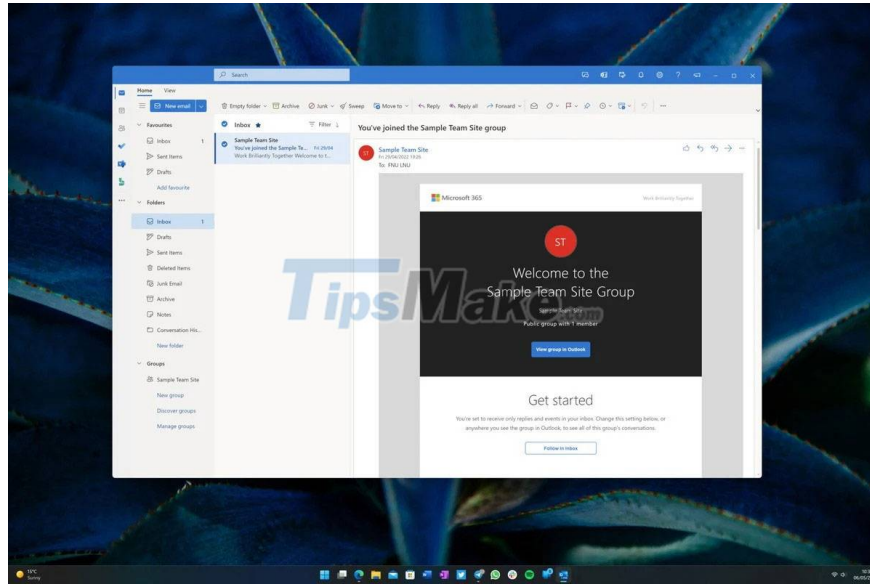 Search
Home View
New email
Empty folder Archive Junk Sweep Move to Reply Reply all Forward
Favourites
Inbox 1
Sent Items
Drafts
Add favourite
Folders
Inbox 1
Drafts
Sent Items
Deleted Items
Junk Email
Archive
Notes
Conversation His...
New folder
Groups
Sample Team Site
New group
Discover groups
Manage groups
Inbox Filter
Sample Team Site
You've joined the Sample Te... Fri 29/04
Work Brilliantly Together Welcome to t...
You've joined the Sample Team Site group
ST
Sample Team Site
Fri 29/04/2022 19:26
To: FNU LNU
Microsoft 365 Work Brilliantly Together
ST
Welcome to the
Sample Team Site Group
Sample Team Site
Public group with 1 member
View group in Outlook
Get started
You're set to receive only replies and events in your inbox. Change this setting below, or
anywhere you see the group in Outlook, to see all of this group's conversations.
Follow in Inbox
TipsMake.com
15°C
Sunny